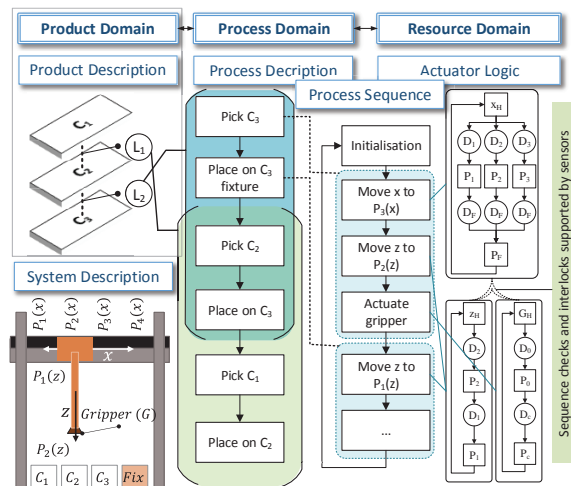 Product Domain
Process Domain
Resource Domain
Product Description
Process Decription
Actuator Logic
Process Sequence
C1
C2
C3
L1
L2
Pick C3
Place on C3
fixture
Pick C2
Place on C3
Pick C1
Place on C2
Initialisation
Move x to
P3(x)
Move z to
P2(z)
Actuate
gripper
Move z to
P1(z)
...
xH
D1 D2 D3
P1 P2 P3
DF DF DF
PF
zH
D2
P2
D1
P1
GH
D0
P0
Dc
Pc
Sequence checks and interlocks supported by sensors
System Description
P1(x) P2(x) P3(x) P4(x)
x
P1(z)
z
Gripper (G)
P2(z)
C1 C2 C3 Fix